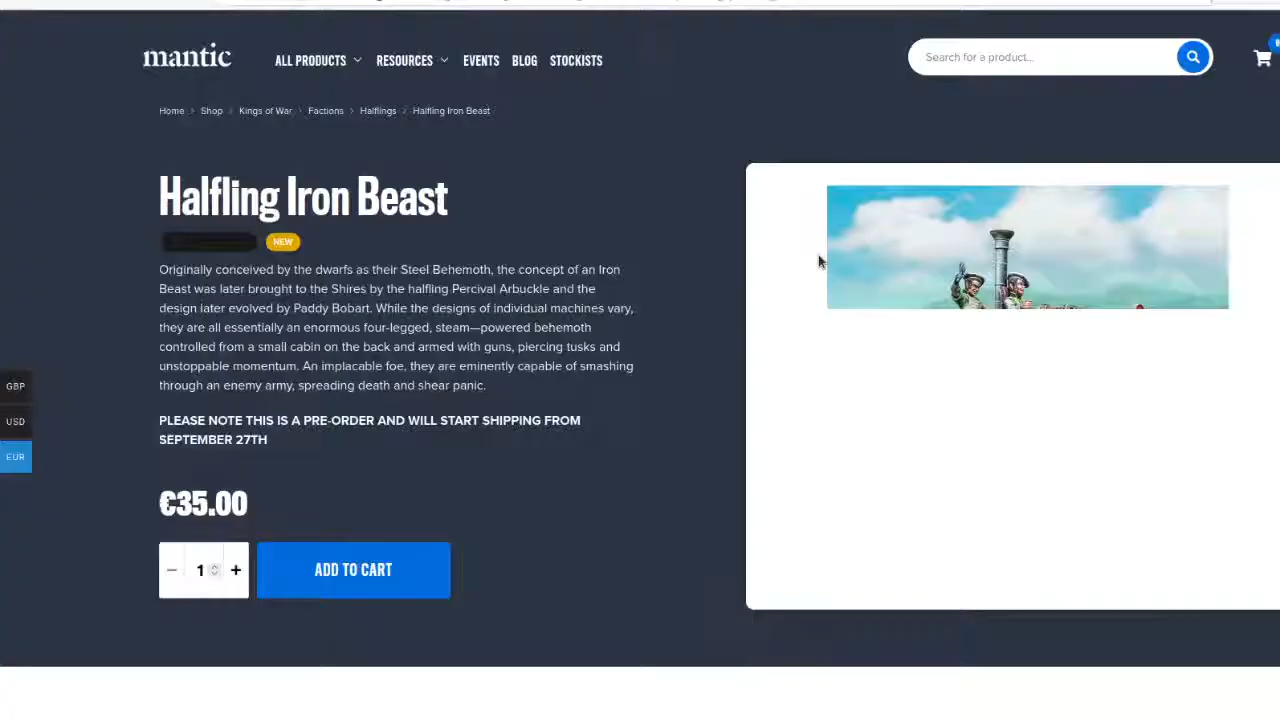 mantic
ALL PRODUCTS RESOURCES EVENTS BLOG STOCKISTS
Search for a product...
Home > Shop > Kings of War > Factions > Halflings > Halfling Iron Beast
Halfling Iron Beast
NEW
Originally conceived by the dwarfs as their Steel Behemoth, the concept of an Iron
Beast was later brought to the Shires by the halfling Percival Arbuckle and the
design later evolved by Paddy Bobart. While the designs of individual machines vary,
they are all essentially an enormous four-legged, steam—powered behemoth
controlled from a small cabin on the back and armed with guns, piercing tusks and
unstoppable momentum. An implacable foe, they are eminently capable of smashing
through an enemy army, spreading death and shear panic.
GBP
USD
EUR
PLEASE NOTE THIS IS A PRE-ORDER AND WILL START SHIPPING FROM
SEPTEMBER 27TH
€35.00
− 1 +
ADD TO CART